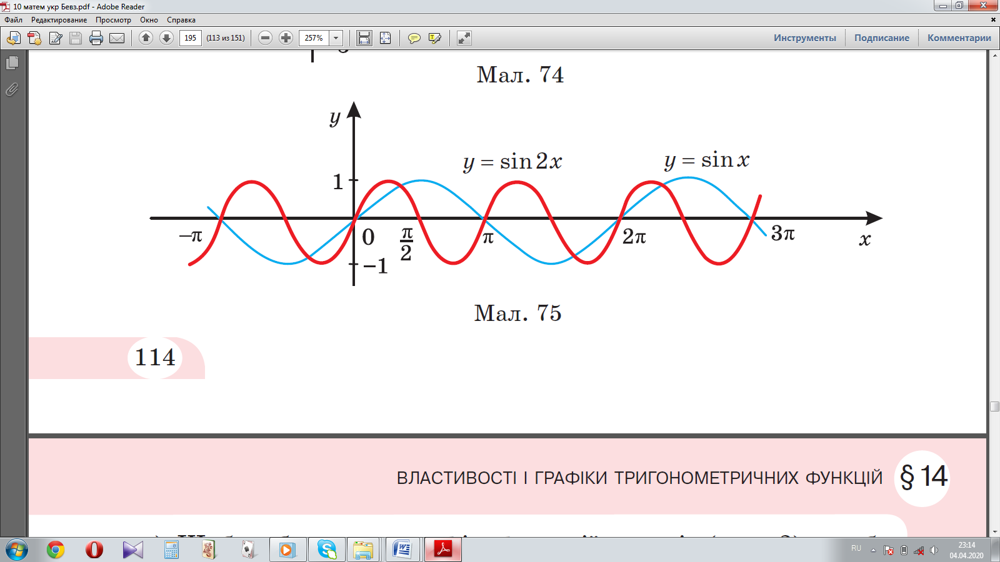 10 матем укр Бевз.pdf - Adobe Reader
Файл Редактирование Просмотр Окно Справка
195 (113 из 151) 257% Инструменты Подписание Комментарии
Мал. 74
y
y = sin 2x
y = sin x
1
−π 0 π/2 π 2π 3π x
−1
Мал. 75
114
ВЛАСТИВОСТІ І ГРАФІКИ ТРИГОНОМЕТРИЧНИХ ФУНКЦІЙ § 14
RU 23:14
04.04.2020